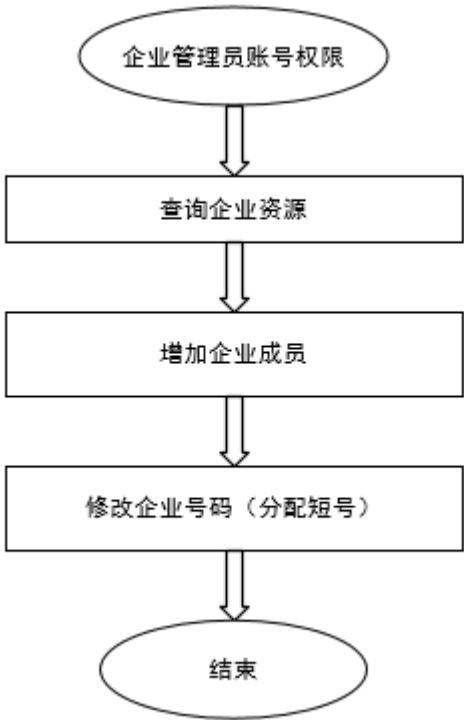 企业管理员账号权限
查询企业资源
增加企业成员
修改企业号码（分配短号）
结束